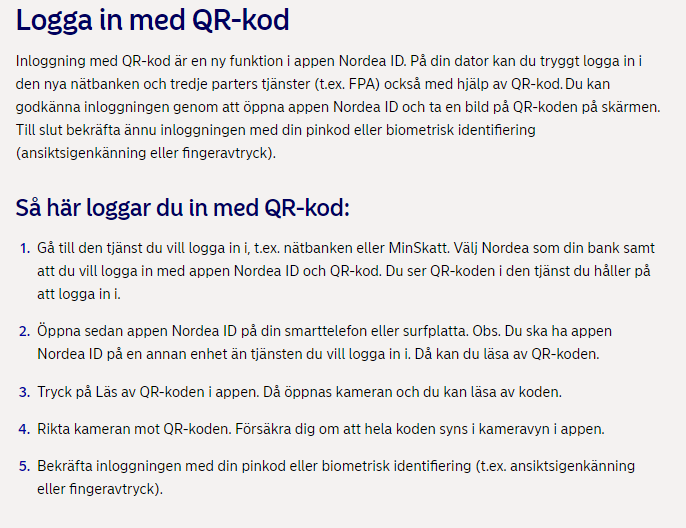 Logga in med QR-kod
Inloggning med QR-kod är en ny funktion i appen Nordea ID. På din dator kan du tryggt logga in i
den nya nätbanken och tredje parters tjänster (t.ex. FPA) också med hjälp av QR-kod. Du kan
godkänna inloggningen genom att öppna appen Nordea ID och ta en bild på QR-koden på skärmen.
Till slut bekräfta ännu inloggningen med din pinkod eller biometrisk identifiering
(ansiktsigenkänning eller fingeravtryck).
Så här loggar du in med QR-kod:
1. Gå till den tjänst du vill logga in i, t.ex. nätbanken eller MinSkatt. Välj Nordea som din bank samt
att du vill logga in med appen Nordea ID och QR-kod. Du ser QR-koden i den tjänst du håller på
att logga in i.
2. Öppna sedan appen Nordea ID på din smarttelefon eller surfplatta. Obs. Du ska ha appen
Nordea ID på en annan enhet än tjänsten du vill logga in i. Då kan du läsa av QR-koden.
3. Tryck på Läs av QR-koden i appen. Då öppnas kameran och du kan läsa av koden.
4. Rikta kameran mot QR-koden. Försäkra dig om att hela koden syns i kameravyn i appen.
5. Bekräfta inloggningen med din pinkod eller biometrisk identifiering (t.ex. ansiktsigenkänning
eller fingeravtryck).